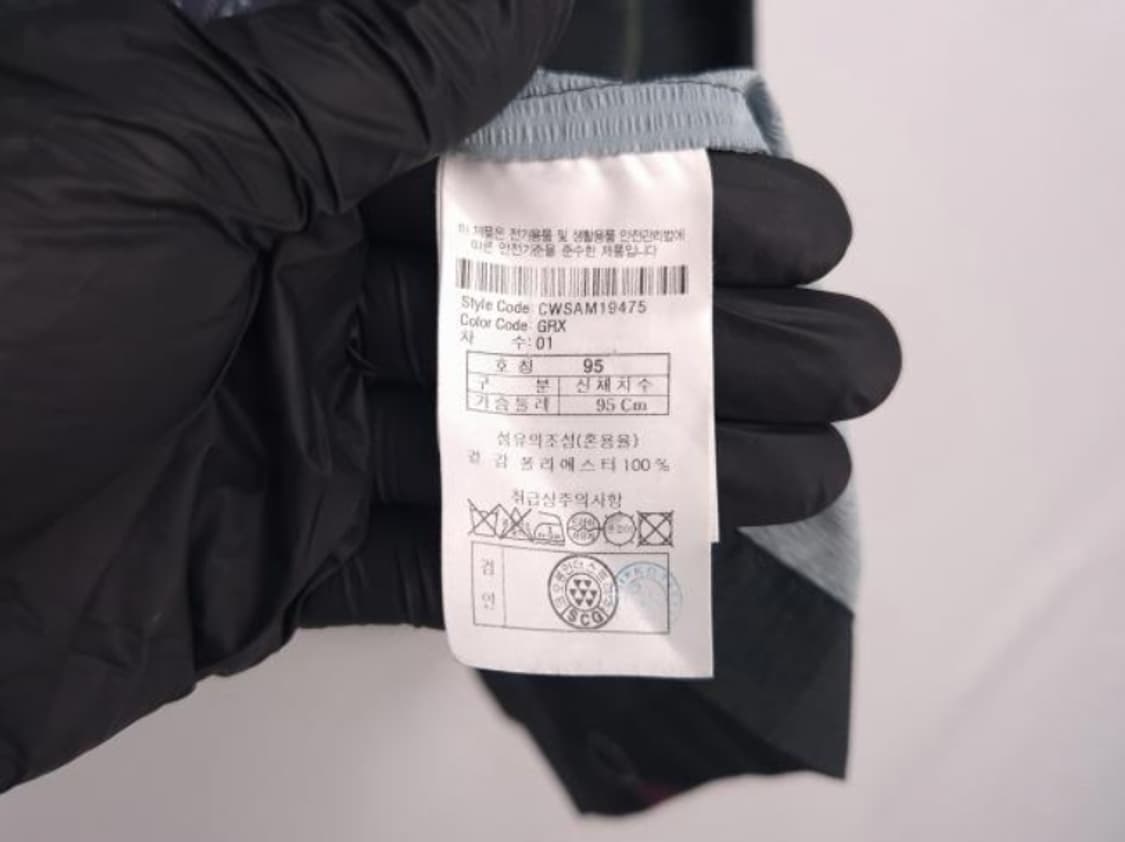 이 제품은 전기용품 및 생활용품 안전관리법에
따른 안전기준을 준수한 제품입니다
Style Code: CWSAM19475
Color Code: GRX
차 수: 01
호 칭 95
구 분 신 체 치 수
가 슴 둘 레 95 Cm
섬유의조성(혼용율)
겉 감 폴 리 에 스 터 100 %
취급상주의사항
검
인
SCG